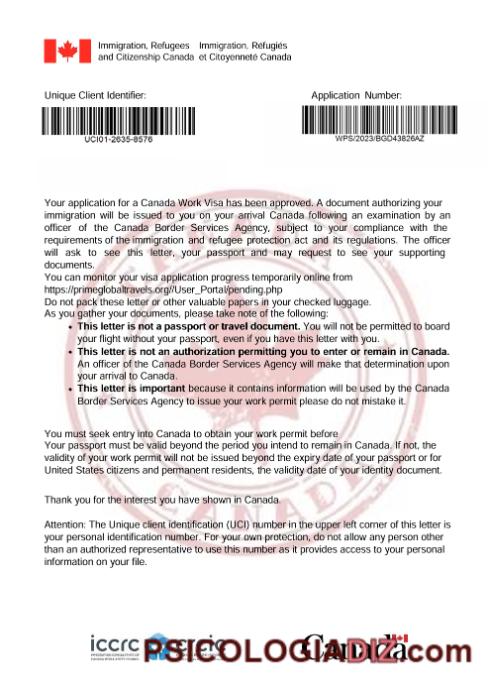 Immigration, Refugees Immigration, Réfugiés
and Citizenship Canada et Citoyenneté Canada
Unique Client Identifier:
Application Number:
UCI01-2635-8576
WPS/2023/BGD43826AZ
Your application for a Canada Work Visa has been approved. A document authorizing your
immigration will be issued to you on your arrival Canada following an examination by an
officer of the Canada Border Services Agency, subject to your compliance with the
requirements of the immigration and refugee protection act and its regulations. The officer
will ask to see this letter, your passport and may request to see your supporting
documents.
You can monitor your visa application progress temporarily online from
https://primeglobaltravels.org//User_Portal/pending.php
Do not pack these letter or other valuable papers in your checked luggage.
As you gather your documents, please take note of the following:
• This letter is not a passport or travel document. You will not be permitted to board
your flight without your passport, even if you have this letter with you.
• This letter is not an authorization permitting you to enter or remain in Canada.
An officer of the Canada Border Services Agency will make that determination upon
your arrival to Canada.
• This letter is important because it contains information will be used by the Canada
Border Services Agency to issue your work permit please do not mistake it.
You must seek entry into Canada to obtain your work permit before
Your passport must be valid beyond the period you intend to remain in Canada. If not, the
validity of your work permit will not be issued beyond the expiry date of your passport or for
United States citizens and permanent residents, the validity date of your identity document.
Thank you for the interest you have shown in Canada.
Attention: The Unique client identification (UCI) number in the upper left corner of this letter is
your personal identification number. For your own protection, do not allow any person other
than an authorized representative to use this number as it provides access to your personal
information on your file.
CANADA
iccrc crcic Canada
PSICOLOGIADIZ.com